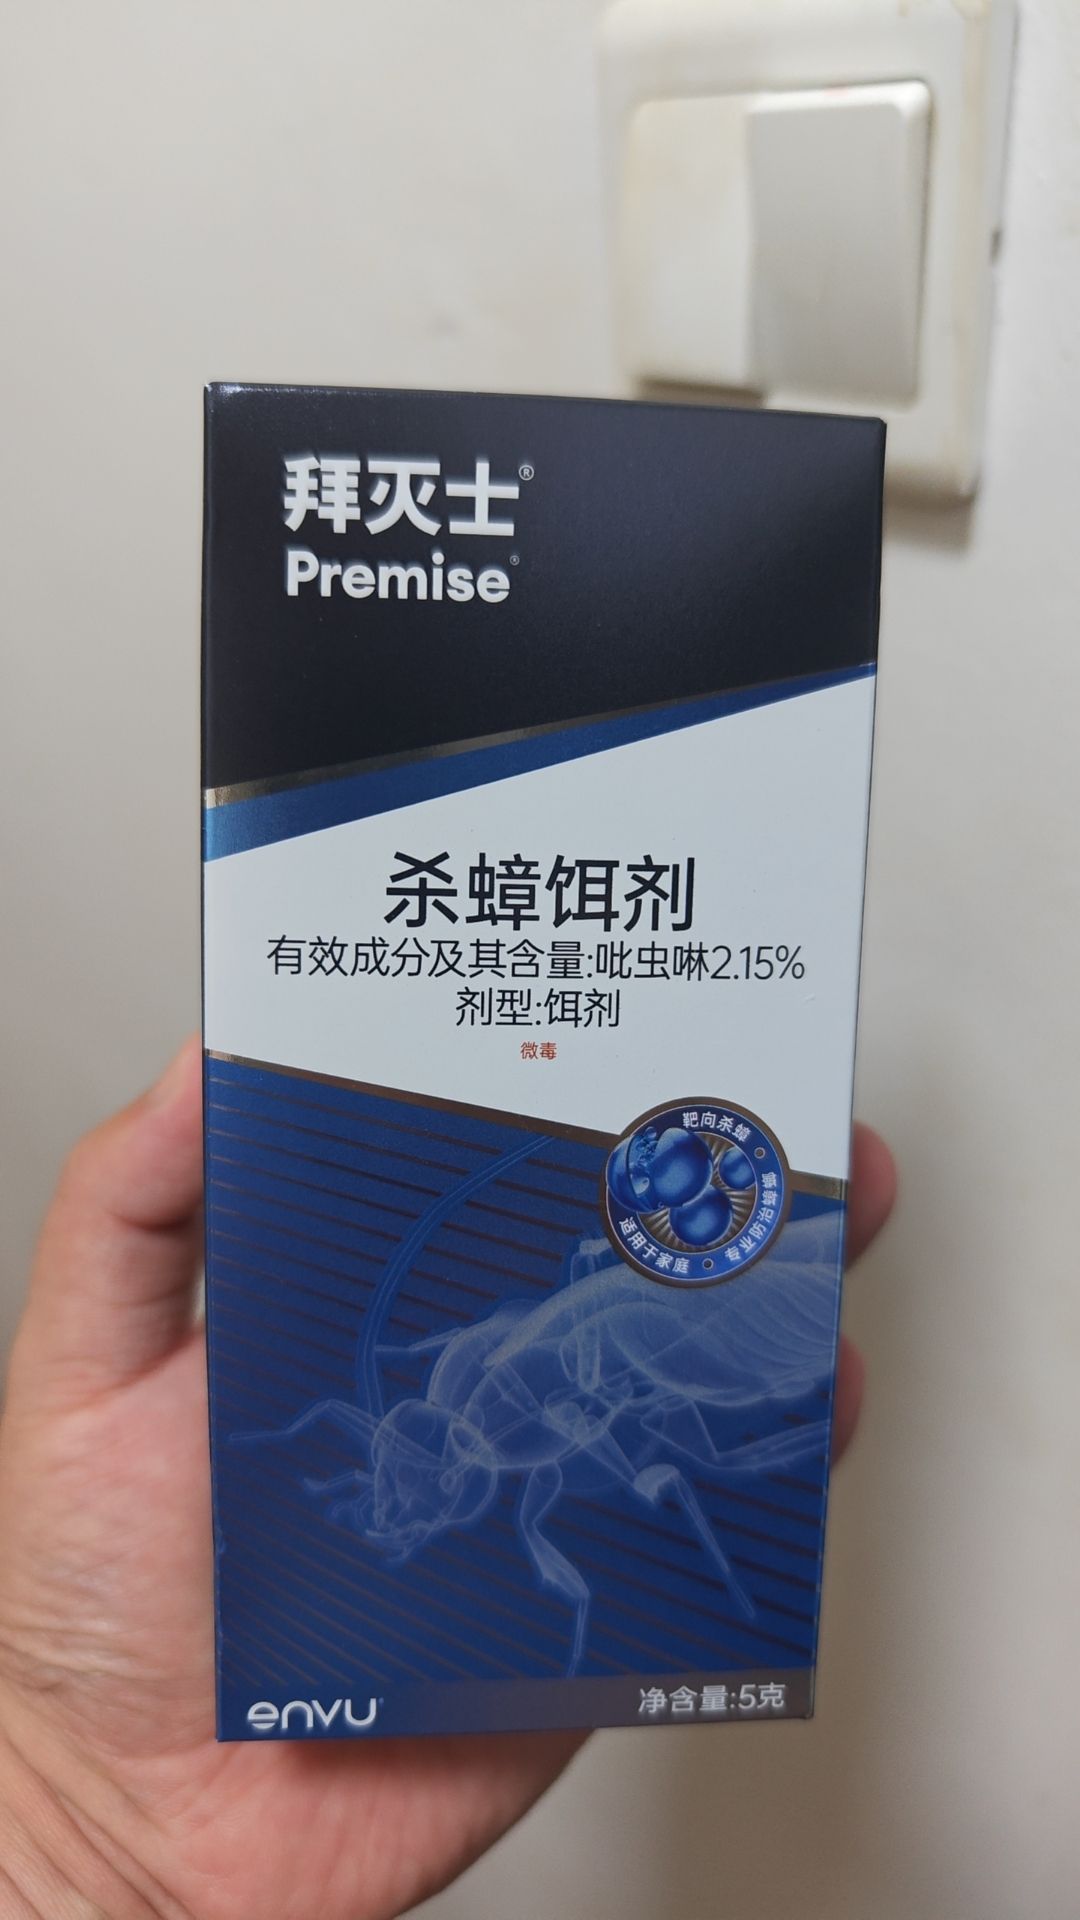 拜灭士®
Premise®
杀蟑饵剂
有效成分及其含量:吡虫啉2.15%
剂型:饵剂
微毒
靶向杀蟑
专业防治蟑螂
适用于家庭
envu
净含量:5克